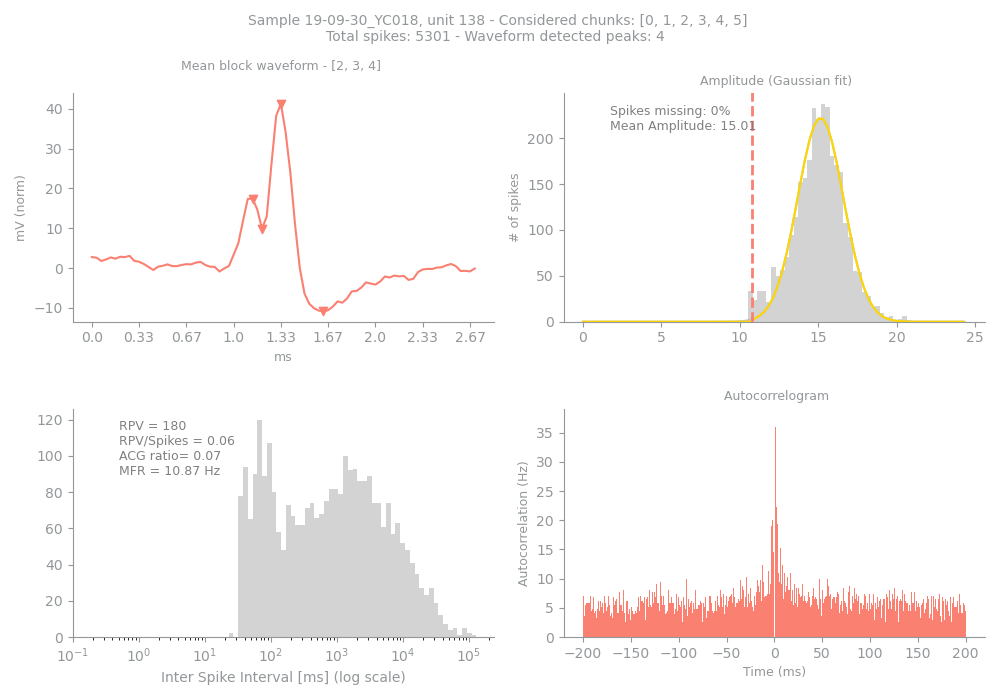 Sample 19-09-30_YC018, unit 138 - Considered chunks: [0, 1, 2, 3, 4, 5]
Total spikes: 5301 - Waveform detected peaks: 4
Mean block waveform - [2, 3, 4]
40
30
20
10
0
−10
mV (norm)
0.0 0.33 0.67 1.0 1.33 1.67 2.0 2.33 2.67
ms
Amplitude (Gaussian fit)
Spikes missing: 0%
Mean Amplitude: 15.01
200
150
100
50
0
# of spikes
0 5 10 15 20 25
RPV = 180
RPV/Spikes = 0.06
ACG ratio= 0.07
MFR = 10.87 Hz
120
100
80
60
40
20
0
10⁻¹ 10⁰ 10¹ 10² 10³ 10⁴ 10⁵
Inter Spike Interval [ms] (log scale)
Autocorrelogram
35
30
25
20
15
10
5
0
Autocorrelation (Hz)
−200 −150 −100 −50 0 50 100 150 200
Time (ms)